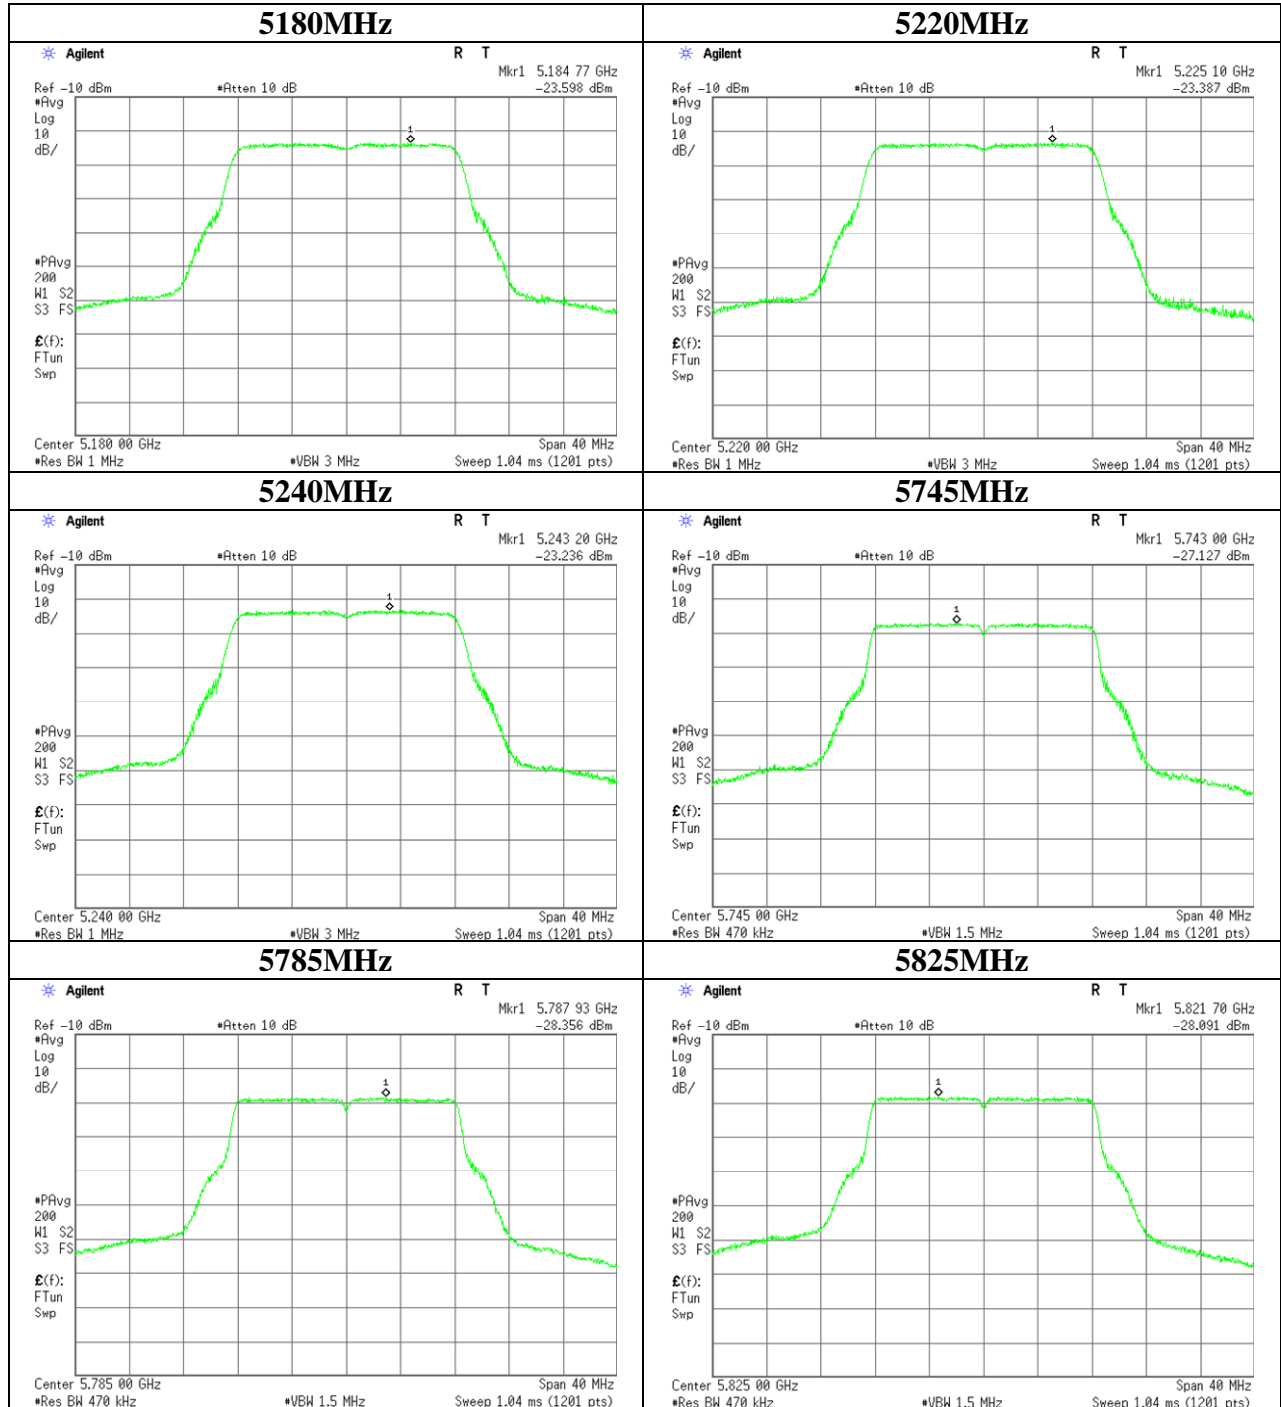 5180MHz
Agilent R T
Mkr1 5.184 77 GHz
Ref -10 dBm #Atten 10 dB -23.598 dBm
#Avg
Log
10
dB/
1
#PAvg
200
W1 S2
S3 FS
£(f):
FTun
Swp
Center 5.180 00 GHz Span 40 MHz
#Res BW 1 MHz #VBW 3 MHz Sweep 1.04 ms (1201 pts)
5220MHz
Agilent R T
Mkr1 5.225 10 GHz
Ref -10 dBm #Atten 10 dB -23.387 dBm
#Avg
Log
10
dB/
1
#PAvg
200
W1 S2
S3 FS
£(f):
FTun
Swp
Center 5.220 00 GHz Span 40 MHz
#Res BW 1 MHz #VBW 3 MHz Sweep 1.04 ms (1201 pts)
5240MHz
Agilent R T
Mkr1 5.243 20 GHz
Ref -10 dBm #Atten 10 dB -23.236 dBm
#Avg
Log
10
dB/
1
#PAvg
200
W1 S2
S3 FS
£(f):
FTun
Swp
Center 5.240 00 GHz Span 40 MHz
#Res BW 1 MHz #VBW 3 MHz Sweep 1.04 ms (1201 pts)
5745MHz
Agilent R T
Mkr1 5.743 00 GHz
Ref -10 dBm #Atten 10 dB -27.127 dBm
#Avg
Log
10
dB/
1
#PAvg
200
W1 S2
S3 FS
£(f):
FTun
Swp
Center 5.745 00 GHz Span 40 MHz
#Res BW 470 kHz #VBW 1.5 MHz Sweep 1.04 ms (1201 pts)
5785MHz
Agilent R T
Mkr1 5.787 93 GHz
Ref -10 dBm #Atten 10 dB -28.356 dBm
#Avg
Log
10
dB/
1
#PAvg
200
W1 S2
S3 FS
£(f):
FTun
Swp
Center 5.785 00 GHz Span 40 MHz
#Res BW 470 kHz #VBW 1.5 MHz Sweep 1.04 ms (1201 pts)
5825MHz
Agilent R T
Mkr1 5.821 70 GHz
Ref -10 dBm #Atten 10 dB -28.091 dBm
#Avg
Log
10
dB/
1
#PAvg
200
W1 S2
S3 FS
£(f):
FTun
Swp
Center 5.825 00 GHz Span 40 MHz
#Res BW 470 kHz #VBW 1.5 MHz Sweep 1.04 ms (1201 pts)